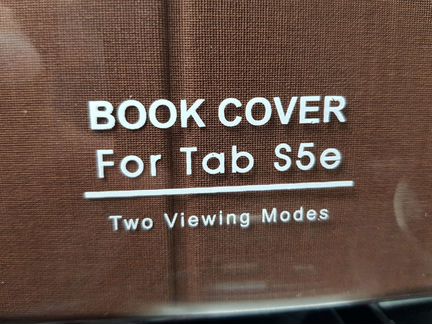 BOOK COVER
For Tab S5e
Two Viewing Modes